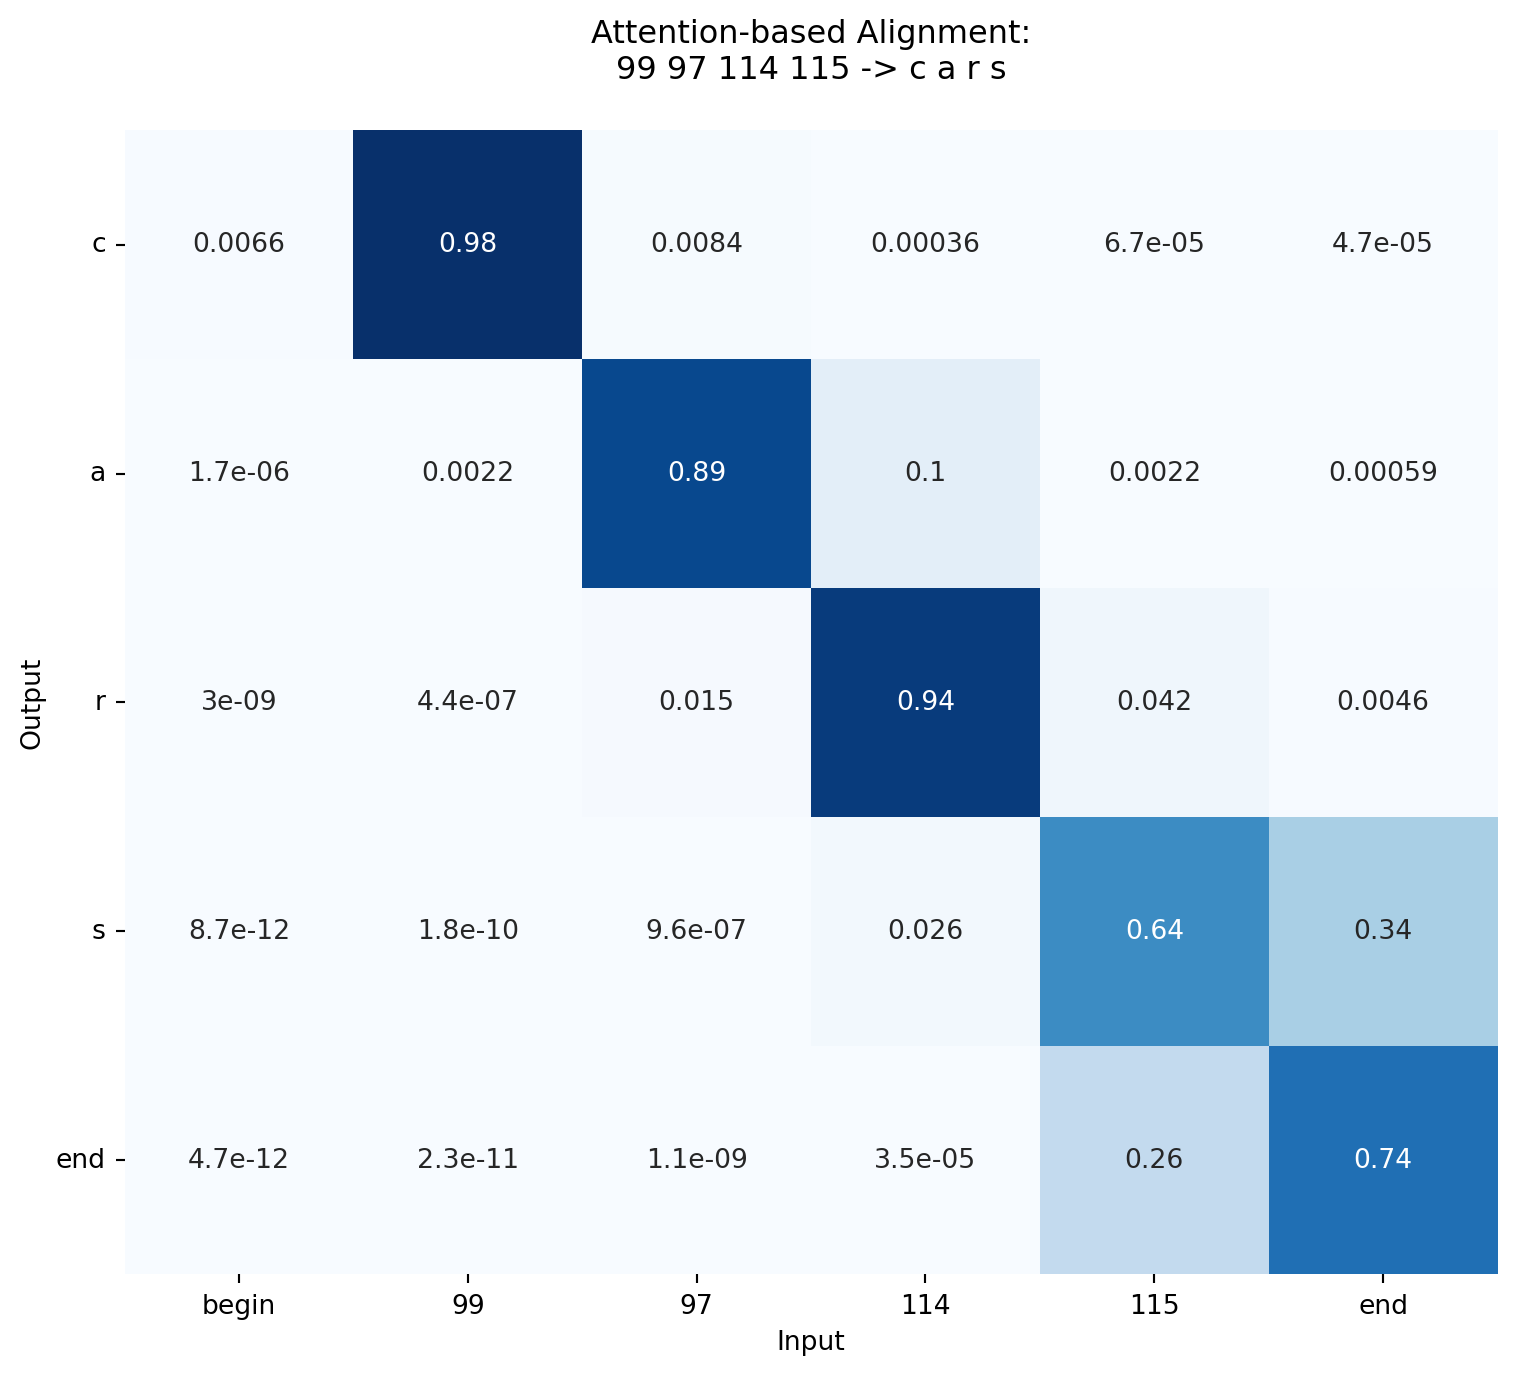 Attention-based Alignment:
99 97 114 115 -> c a r s
c 0.0066 0.98 0.0084 0.00036 6.7e-05 4.7e-05
a 1.7e-06 0.0022 0.89 0.1 0.0022 0.00059
r 3e-09 4.4e-07 0.015 0.94 0.042 0.0046
s 8.7e-12 1.8e-10 9.6e-07 0.026 0.64 0.34
end 4.7e-12 2.3e-11 1.1e-09 3.5e-05 0.26 0.74
Output
begin 99 97 114 115 end
Input